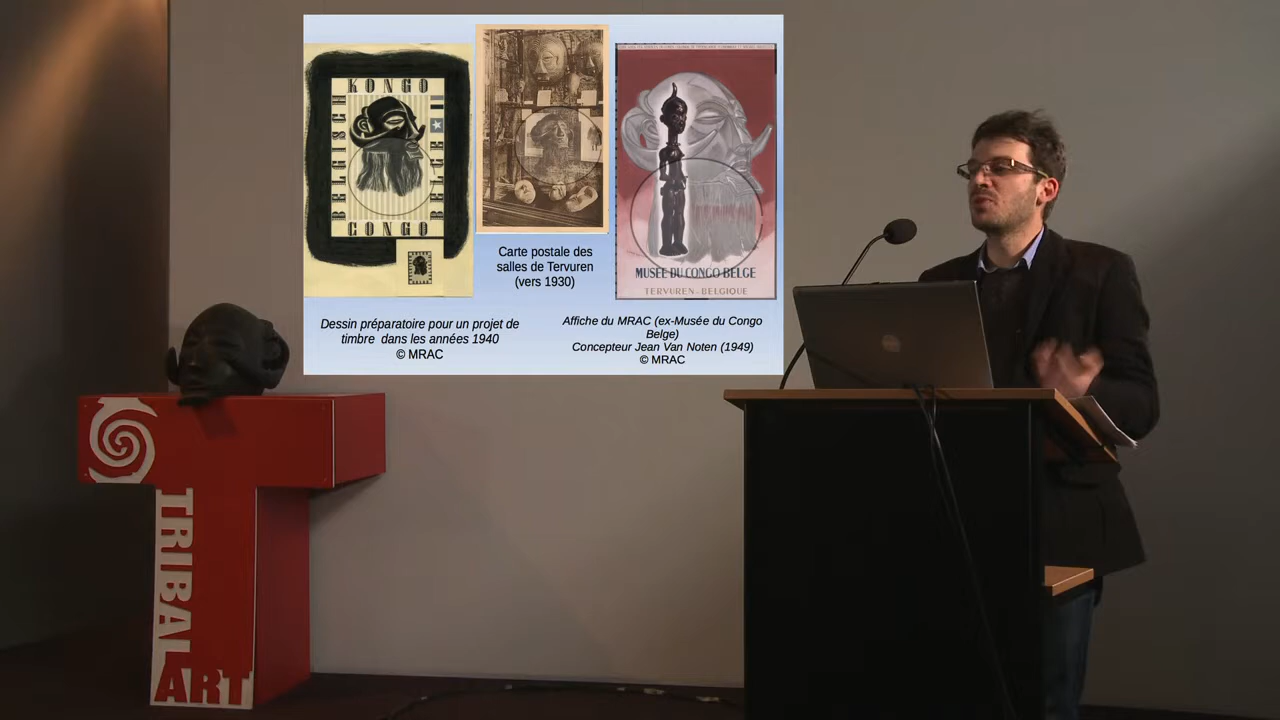 KONGO
BELGISCH
BELGE
CONGO
Carte postale des
salles de Tervuren
(vers 1930)
MUSÉE DU CONGO BELGE
TERVUREN - BELGIQUE
Dessin préparatoire pour un projet de
timbre dans les années 1940
© MRAC
Affiche du MRAC (ex-Musée du Congo
Belge)
Concepteur Jean Van Noten (1949)
© MRAC
TRIBAL
ART